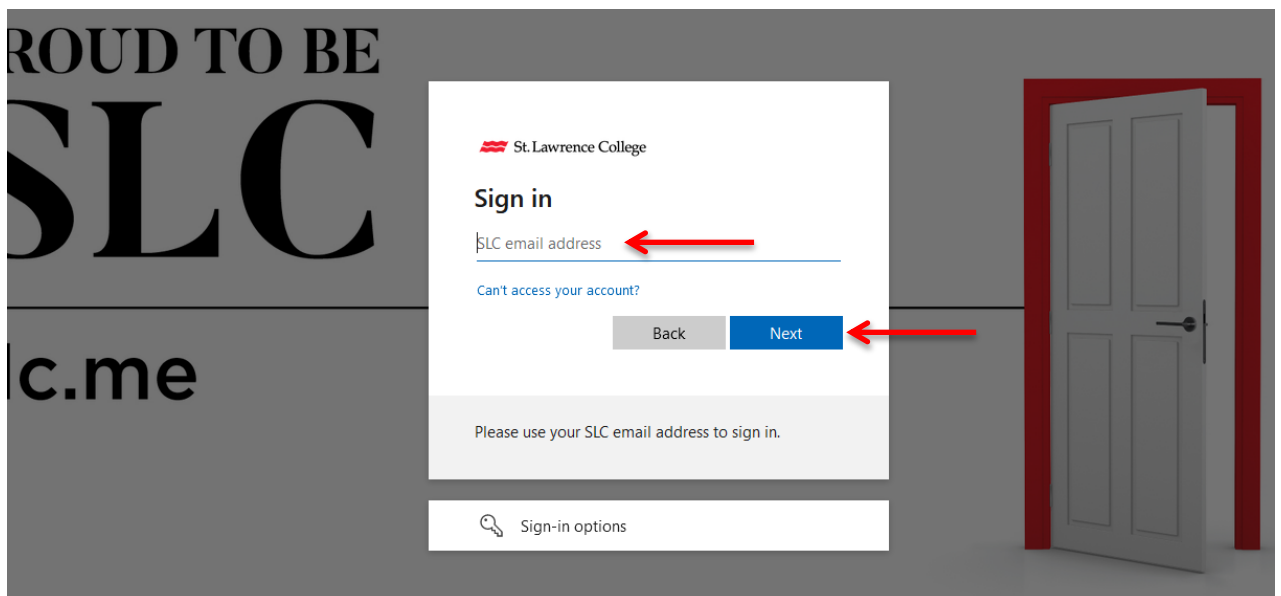 ROUD TO BE
SLC
lc.me
St. Lawrence College
Sign in
SLC email address
Can't access your account?
Back Next
Please use your SLC email address to sign in.
Sign-in options